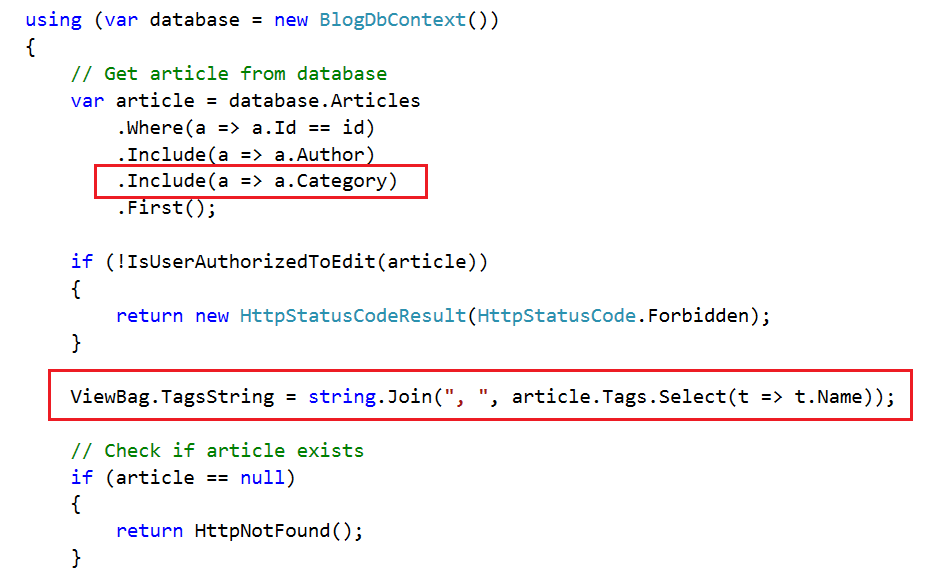 using (var database = new BlogDbContext())
{
    // Get article from database
    var article = database.Articles
        .Where(a => a.Id == id)
        .Include(a => a.Author)
        .Include(a => a.Category)
        .First();

    if (!IsUserAuthorizedToEdit(article))
    {
        return new HttpStatusCodeResult(HttpStatusCode.Forbidden);
    }

    ViewBag.TagsString = string.Join(", ", article.Tags.Select(t => t.Name));

    // Check if article exists
    if (article == null)
    {
        return HttpNotFound();
    }